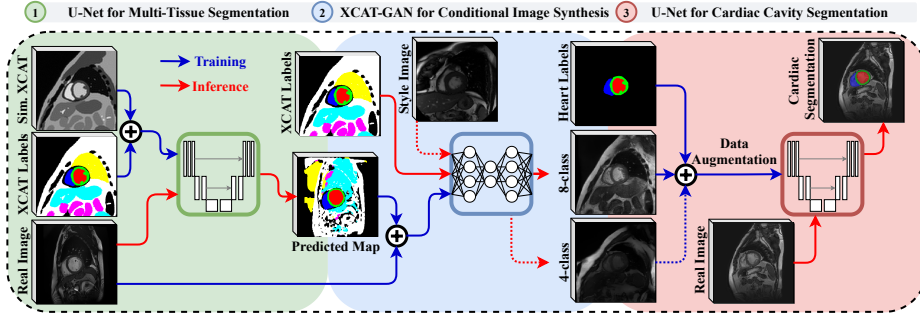 1 U-Net for Multi-Tissue Segmentation
2 XCAT-GAN for Conditional Image Synthesis
3 U-Net for Cardiac Cavity Segmentation
Sim. XCAT
XCAT Labels
Real Image
Training
Inference
XCAT Labels
Style Image
Predicted Map
Heart Labels
8-class
4-class
Data
Augmentation
Real Image
Cardiac
Segmentation